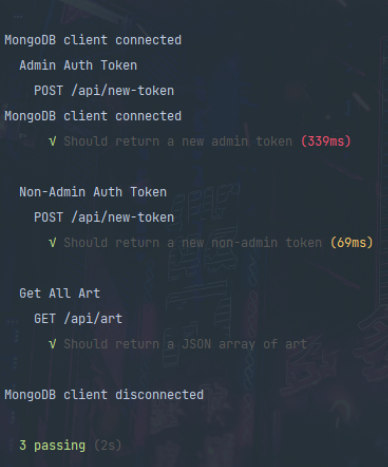 MongoDB client connected
Admin Auth Token
POST /api/new-token
MongoDB client connected
√ Should return a new admin token (339ms)
Non-Admin Auth Token
POST /api/new-token
√ Should return a new non-admin token (69ms)
Get All Art
GET /api/art
√ Should return a JSON array of art
MongoDB client disconnected
3 passing (2s)